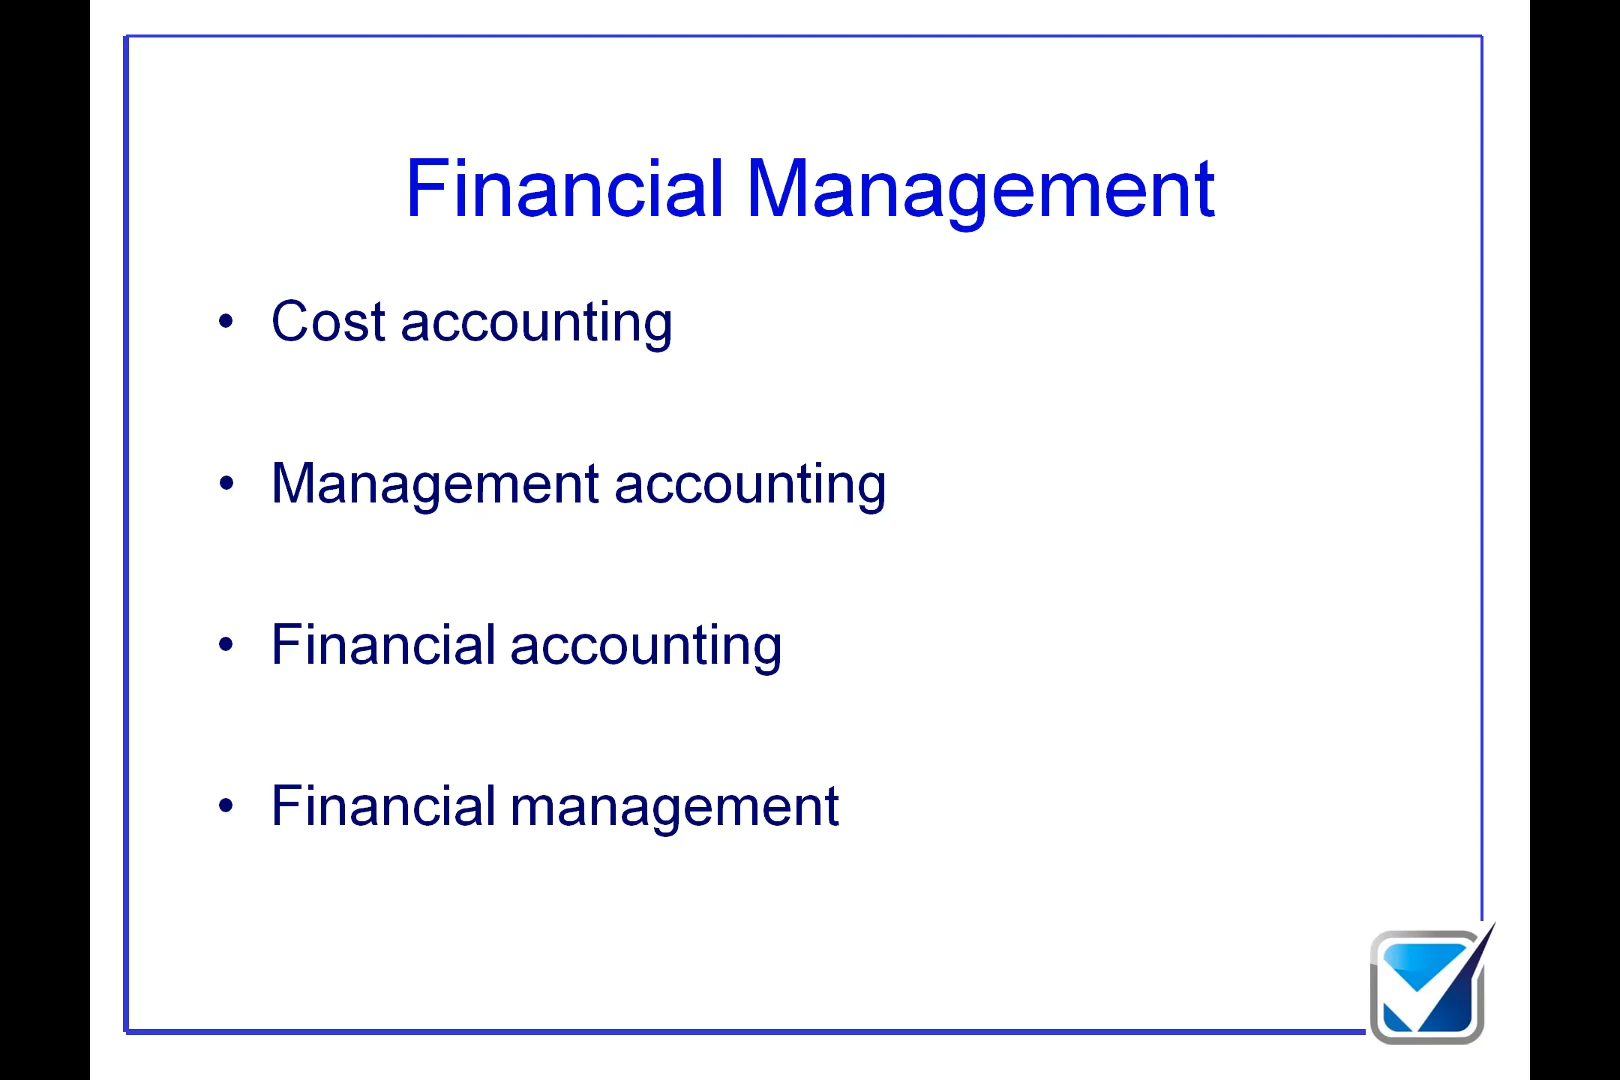 Financial Management
• Cost accounting
• Management accounting
• Financial accounting
• Financial management